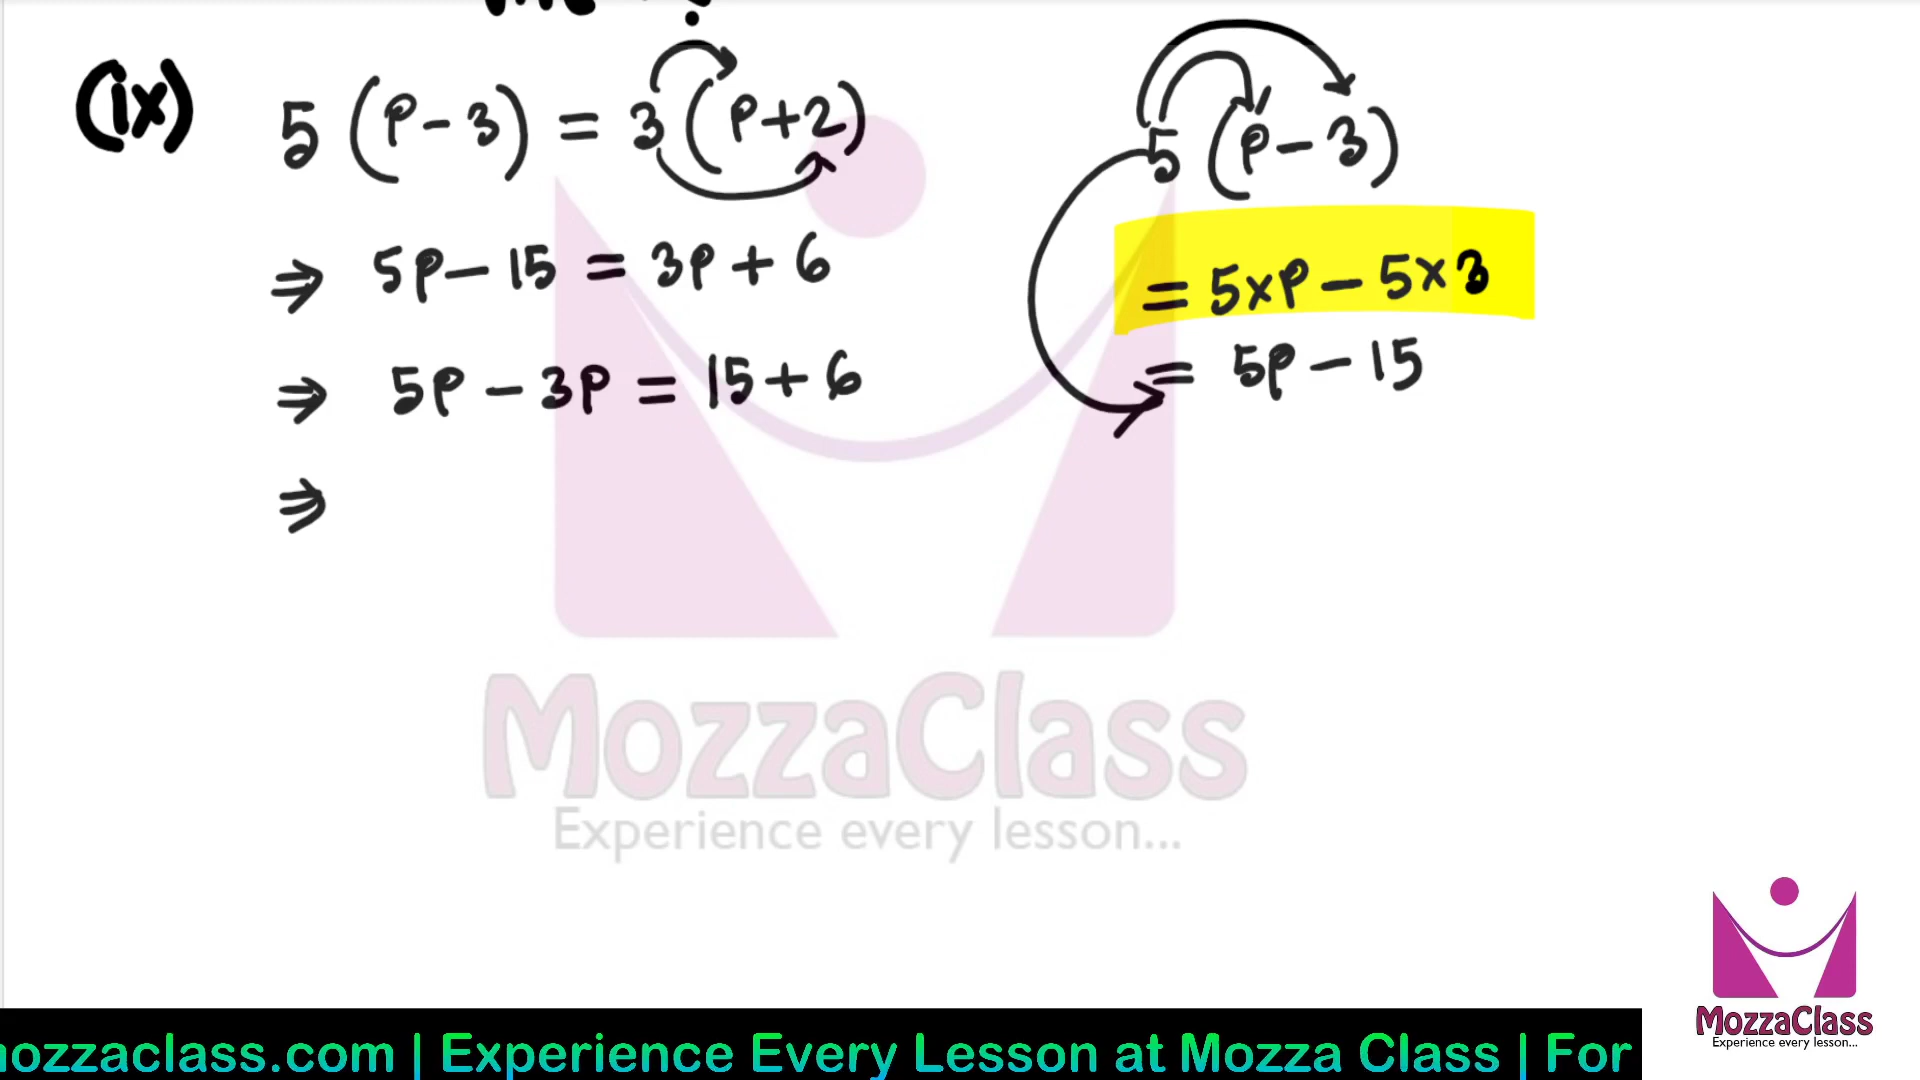 (ix) 5 (P - 3) = 3 (P + 2)
⇒ 5P - 15 = 3P + 6
⇒ 5P - 3P = 15 + 6
⇒
5 (P - 3)
= 5 × P - 5 × 3
= 5P - 15
MozzaClass
Experience every lesson...
MozzaClass
Experience every lesson...
mozzaclass.com | Experience Every Lesson at Mozza Class | For